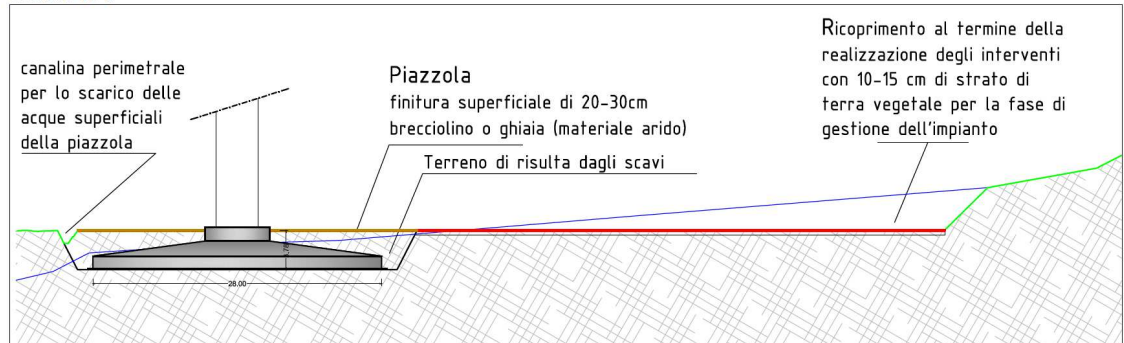 canalina perimetrale
per lo scarico delle
acque superficiali
della piazzola
Piazzola
finitura superficiale di 20-30cm
brecciolino o ghiaia (materiale arido)
Terreno di risulta dagli scavi
Ricoprimento al termine della
realizzazione degli interventi
con 10-15 cm di strato di
terra vegetale per la fase di
gestione dell'impianto
28.00